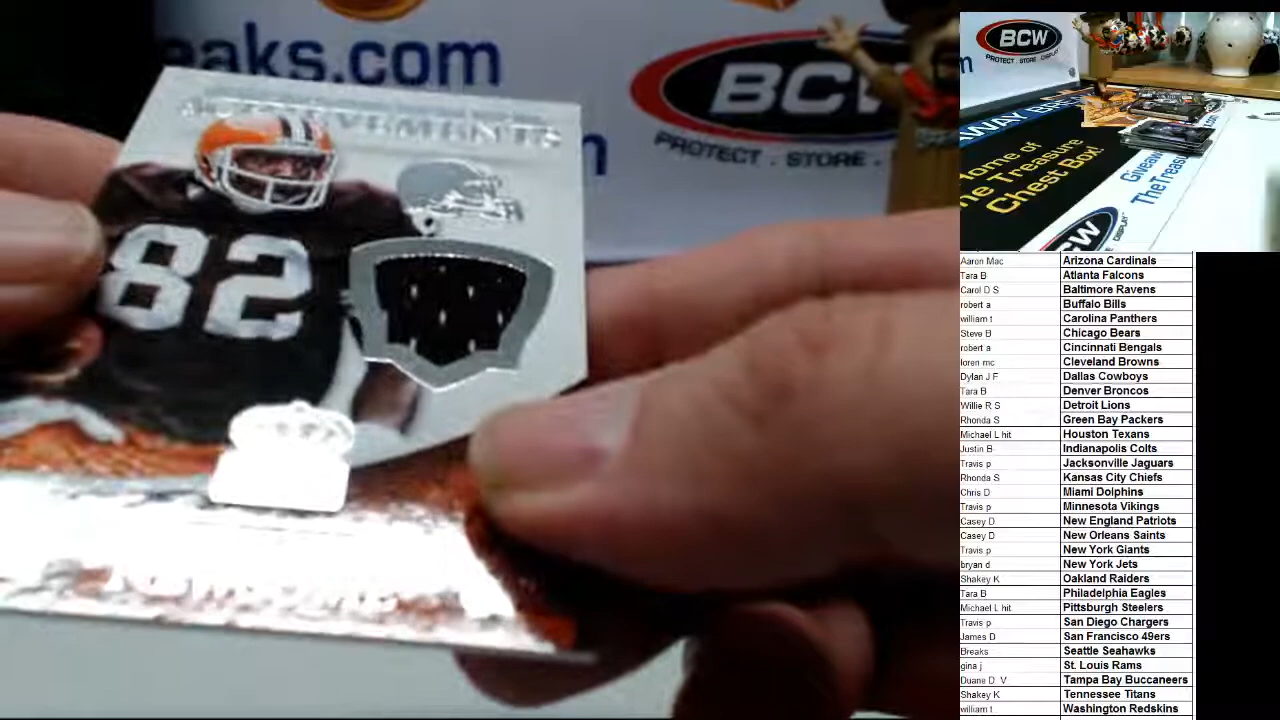 eaks.com
BC
PROTECT . STORE .
82
BCW
PROTECT . STORE . DISPLAY
AWAY
Home of
he Treasure
Chest Box!
Giveaw
TheTreas
BCW
Aaron Mac Arizona Cardinals
Tara B Atlanta Falcons
Carol D S Baltimore Ravens
robert a Buffalo Bills
william t Carolina Panthers
Steve B Chicago Bears
robert a Cincinnati Bengals
loren mc Cleveland Browns
Dylan J F Dallas Cowboys
Tara B Denver Broncos
Willie R S Detroit Lions
Rhonda S Green Bay Packers
Michael L hit Houston Texans
Justin B Indianapolis Colts
Travis p Jacksonville Jaguars
Rhonda S Kansas City Chiefs
Chris D Miami Dolphins
Travis p Minnesota Vikings
Casey D New England Patriots
Casey D New Orleans Saints
Travis p New York Giants
bryan d New York Jets
Shakey K Oakland Raiders
Tara B Philadelphia Eagles
Michael L hit Pittsburgh Steelers
Travis p San Diego Chargers
James D San Francisco 49ers
Breaks Seattle Seahawks
gina j St. Louis Rams
Duane D V Tampa Bay Buccaneers
Shakey K Tennessee Titans
william t Washington Redskins